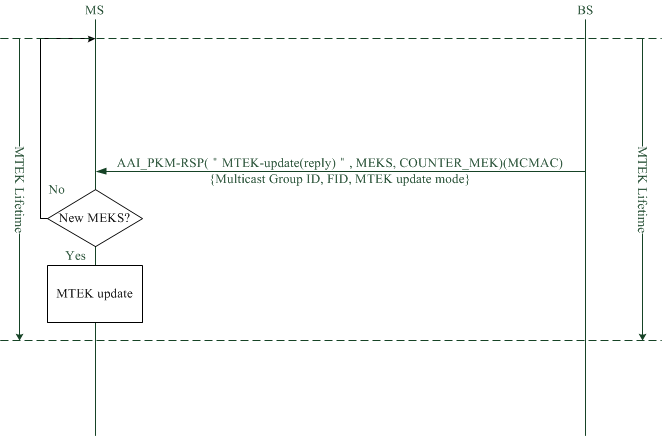 MS
BS
AAI_PKM-RSP( " MTEK-update(reply) " , MEKS, COUNTER_MEK)(MCMAC)
{Multicast Group ID, FID, MTEK update mode}
MTEK Lifetime
MTEK Lifetime
No
New MEKS?
Yes
MTEK update